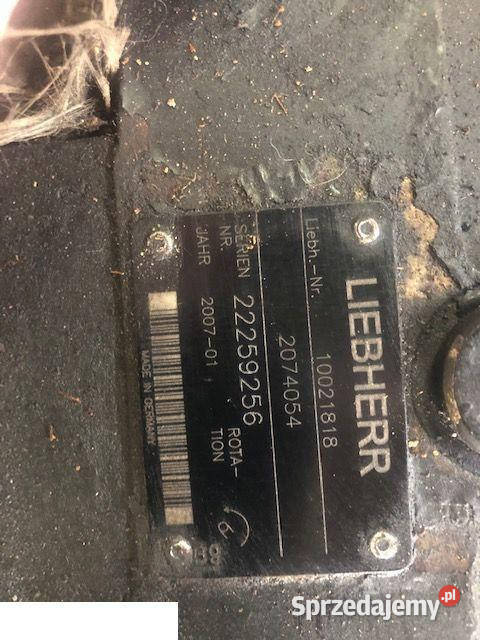 LIEBHERR
Liebh.-Nr. 10021818
2074054
SERIEN
-NR. 22259256
ROTA-
TION
JAHR 2007-01
MADE IN GERMANY
Sprzedajemy.pl